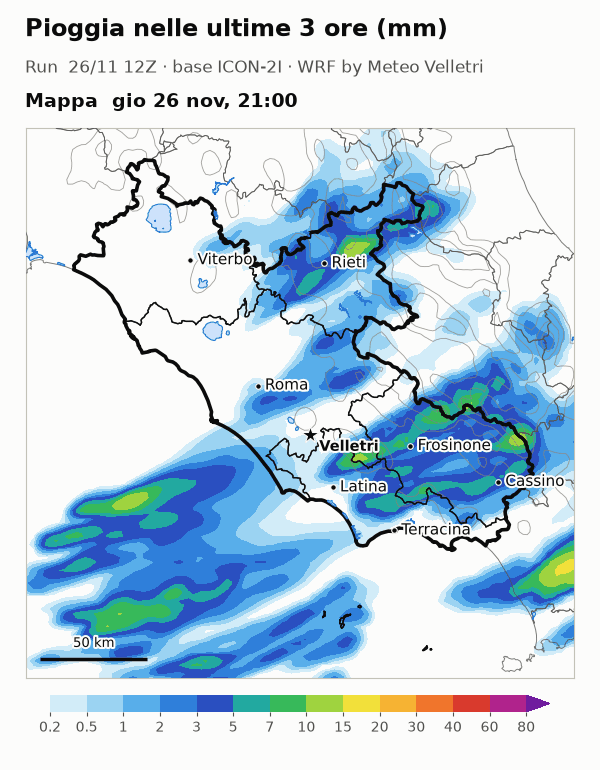 Pioggia nelle ultime 3 ore (mm)
Run 26/11 12Z · base ICON-2I · WRF by Meteo Velletri
Mappa gio 26 nov, 21:00
Viterbo
Rieti
Roma
Velletri
Frosinone
Latina
Cassino
Terracina
50 km
0.2 0.5 1 2 3 5 7 10 15 20 30 40 60 80